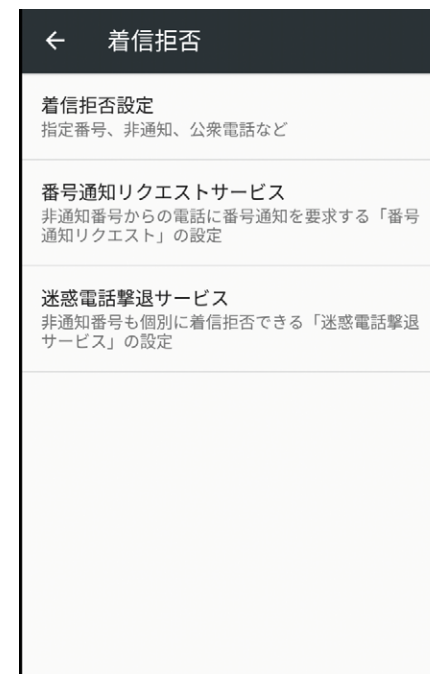 着信拒否
着信拒否設定
指定番号、非通知、公衆電話など
番号通知リクエストサービス
非通知番号からの電話に番号通知を要求する「番号
通知リクエスト」の設定
迷惑電話撃退サービス
非通知番号も個別に着信拒否できる「迷惑電話撃退
サービス」の設定